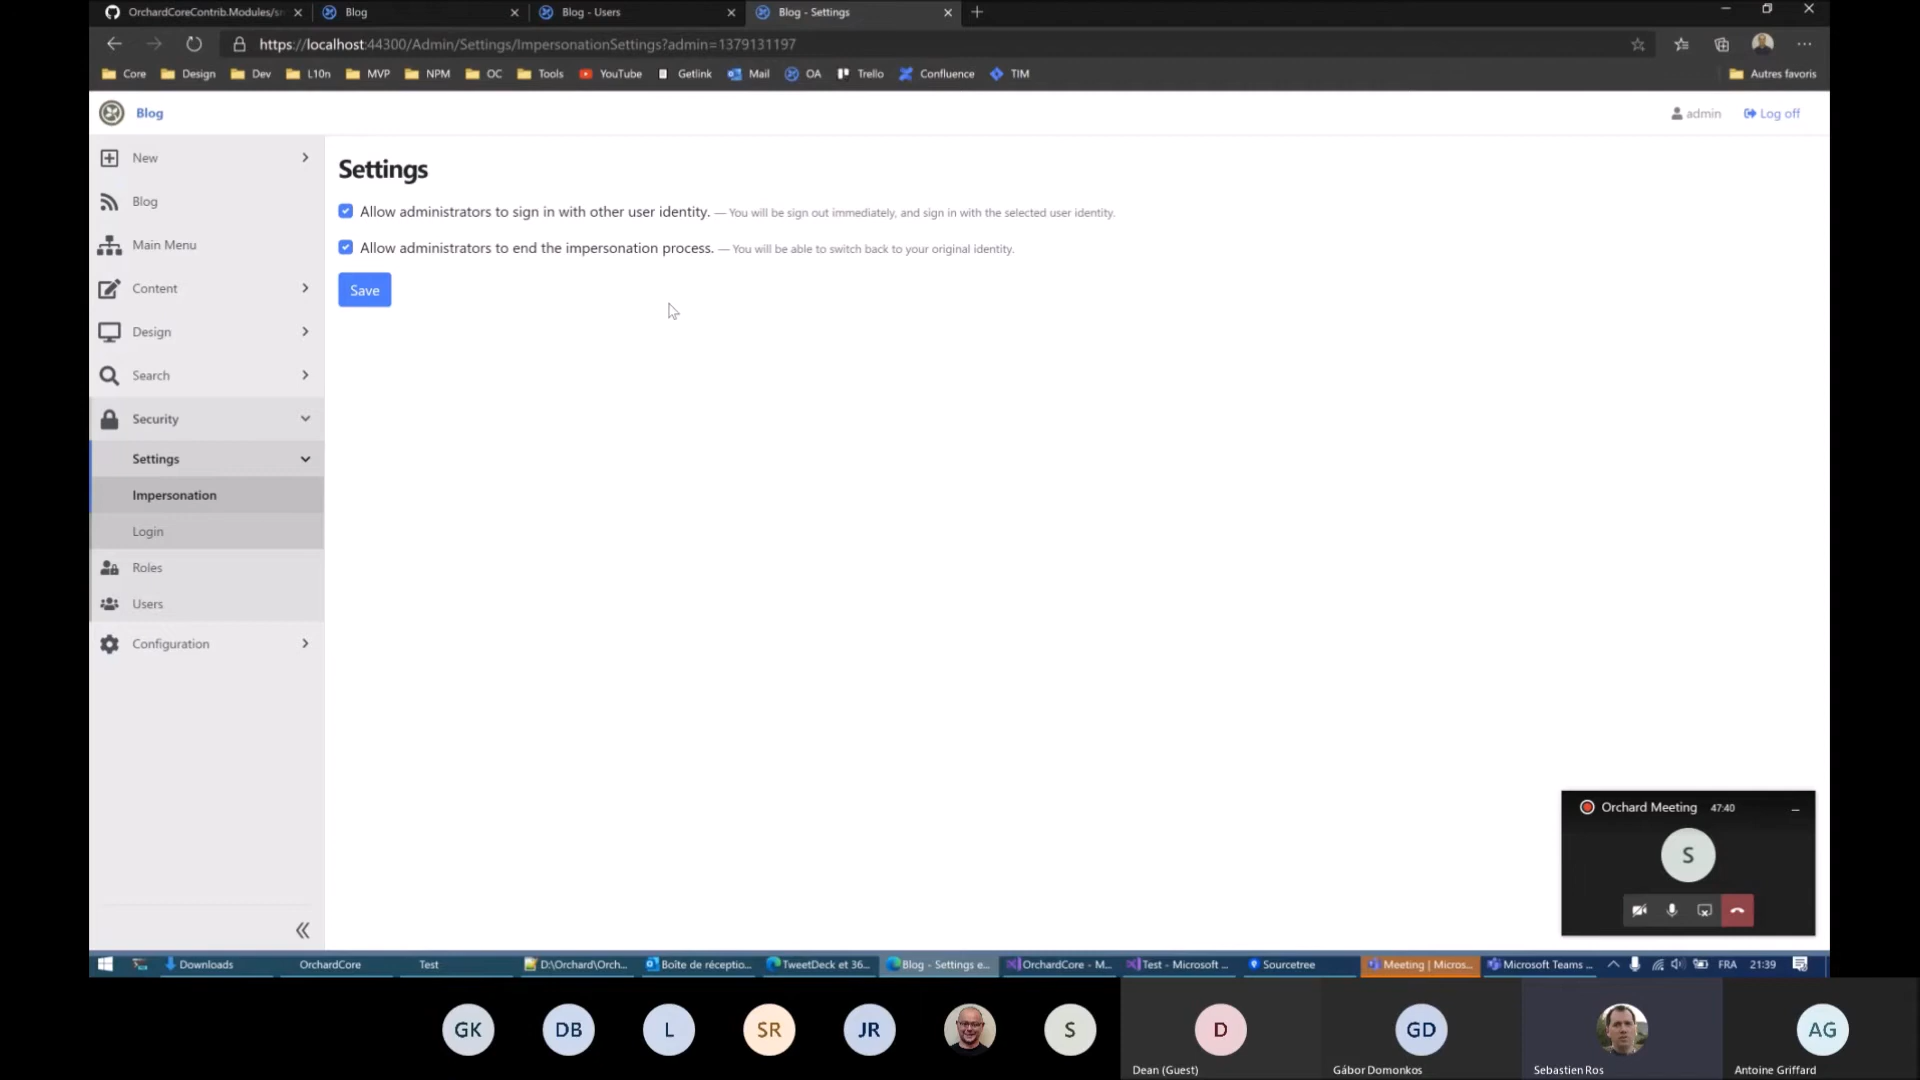 OrchardCoreContrib.Modules/sr
Blog
Blog - Users
Blog - Settings
https://localhost:44300/Admin/Settings/ImpersonationSettings?admin=1379131197
Core
Design
Dev
L10n
MVP
NPM
OC
Tools
YouTube
Getlink
Mail
OA
Trello
Confluence
TIM
Autres favoris
Blog
admin
Log off
New
Blog
Main Menu
Content
Design
Search
Security
Settings
Impersonation
Login
Roles
Users
Configuration
Settings
Allow administrators to sign in with other user identity. — You will be sign out immediately, and sign in with the selected user identity.
Allow administrators to end the impersonation process. — You will be able to switch back to your original identity.
Save
Orchard Meeting 47:40
S
Downloads
OrchardCore
Test
D:\Orchard\Orch...
Boîte de réceptio...
TweetDeck et 36...
Blog - Settings e...
OrchardCore - M...
Test - Microsoft ...
Sourcetree
Meeting | Micros...
Microsoft Teams ...
FRA
21:39
GK
DB
L
SR
JR
S
D
GD
AG
Dean (Guest)
Gábor Domonkos
Sebastien Ros
Antoine Griffard